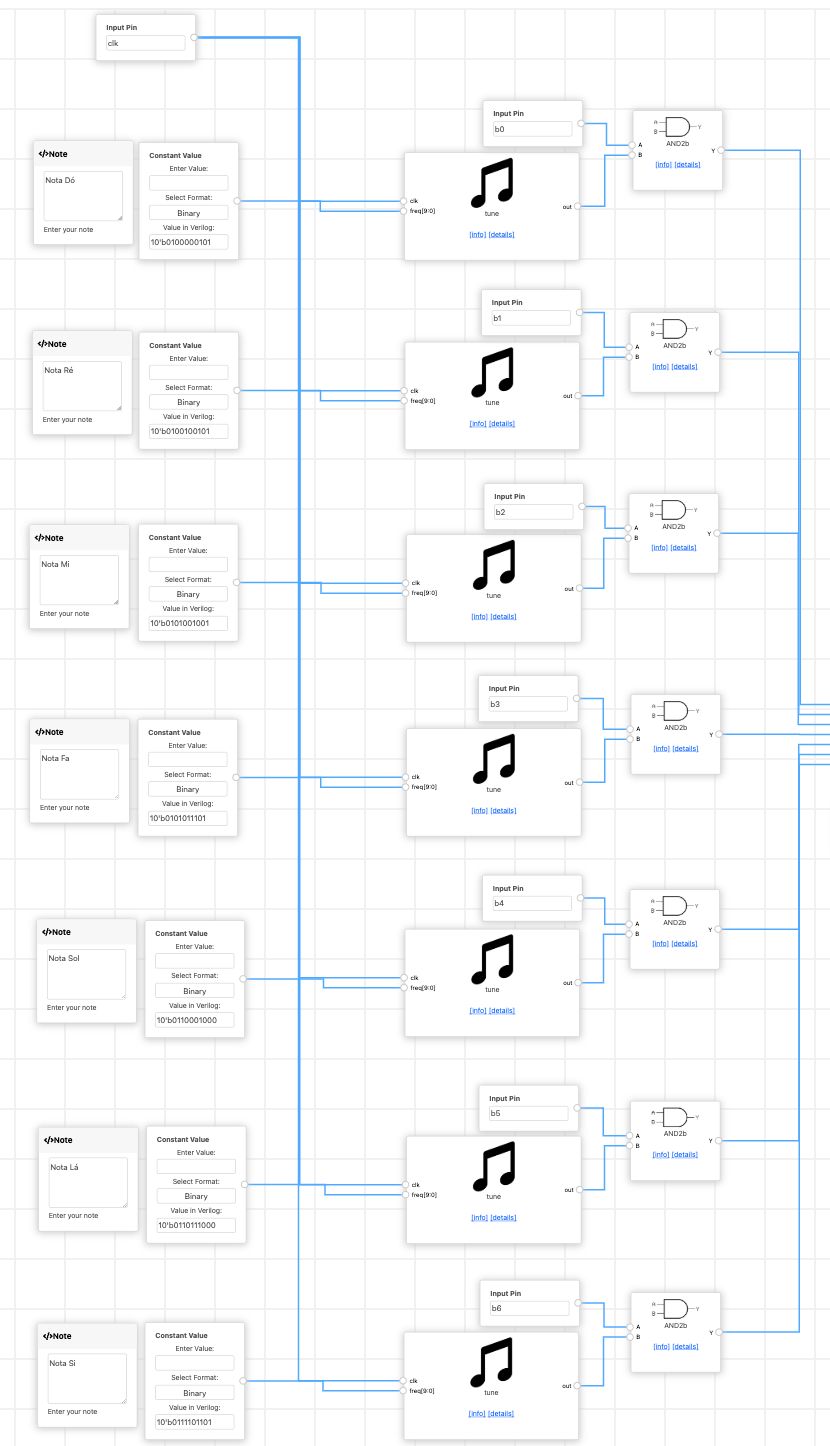 Input Pin
clk
Input Pin
b0
A
B
Y
AND2b
A
B
Y
[info] [details]
</>Note
Nota Dó
Enter your note
Constant Value
Enter Value:
Select Format:
Binary
Value in Verilog:
10'b0100000101
clk
freq[9:0]
out
tune
[info] [details]
Input Pin
b1
A
B
Y
AND2b
A
B
Y
[info] [details]
</>Note
Nota Ré
Enter your note
Constant Value
Enter Value:
Select Format:
Binary
Value in Verilog:
10'b0100100101
clk
freq[9:0]
out
tune
[info] [details]
Input Pin
b2
A
B
Y
AND2b
A
B
Y
[info] [details]
</>Note
Nota Mi
Enter your note
Constant Value
Enter Value:
Select Format:
Binary
Value in Verilog:
10'b0101001001
clk
freq[9:0]
out
tune
[info] [details]
Input Pin
b3
A
B
Y
AND2b
A
B
Y
[info] [details]
</>Note
Nota Fa
Enter your note
Constant Value
Enter Value:
Select Format:
Binary
Value in Verilog:
10'b0101011101
clk
freq[9:0]
out
tune
[info] [details]
Input Pin
b4
A
B
Y
AND2b
A
B
Y
[info] [details]
</>Note
Nota Sol
Enter your note
Constant Value
Enter Value:
Select Format:
Binary
Value in Verilog:
10'b0110001000
clk
freq[9:0]
out
tune
[info] [details]
Input Pin
b5
A
B
Y
AND2b
A
B
Y
[info] [details]
</>Note
Nota Lá
Enter your note
Constant Value
Enter Value:
Select Format:
Binary
Value in Verilog:
10'b0110111000
clk
freq[9:0]
out
tune
[info] [details]
Input Pin
b6
A
B
Y
AND2b
A
B
Y
[info] [details]
</>Note
Nota Si
Enter your note
Constant Value
Enter Value:
Select Format:
Binary
Value in Verilog:
10'b0111101101
clk
freq[9:0]
out
tune
[info] [details]